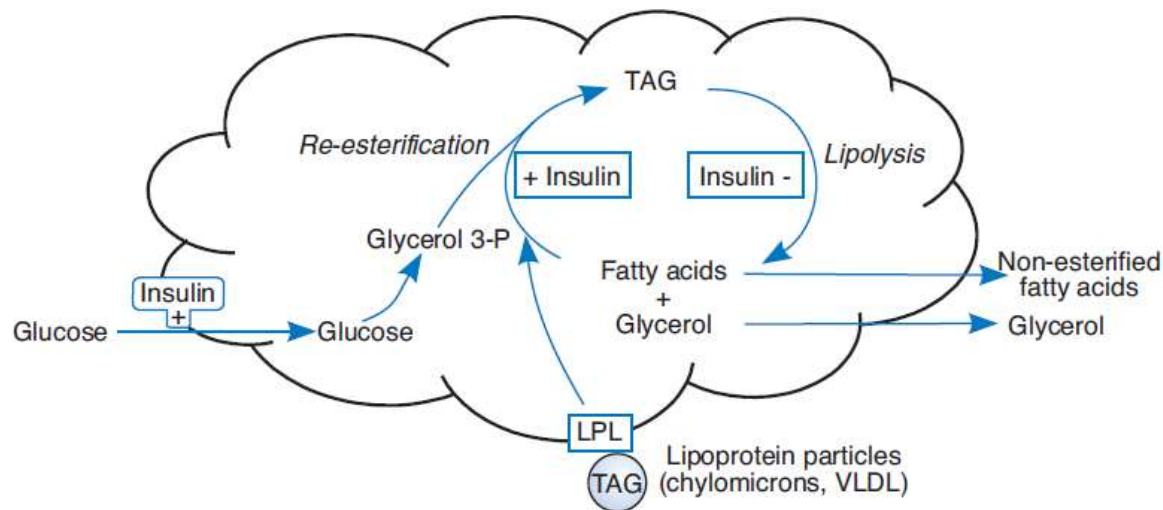 TAG
Re-esterification
Lipolysis
+ Insulin
Insulin -
Glycerol 3-P
Fatty acids
+
Glycerol
Non-esterified
fatty acids
Glycerol
Insulin
+
Glucose
Glucose
LPL
TAG
Lipoprotein particles
(chylomicrons, VLDL)